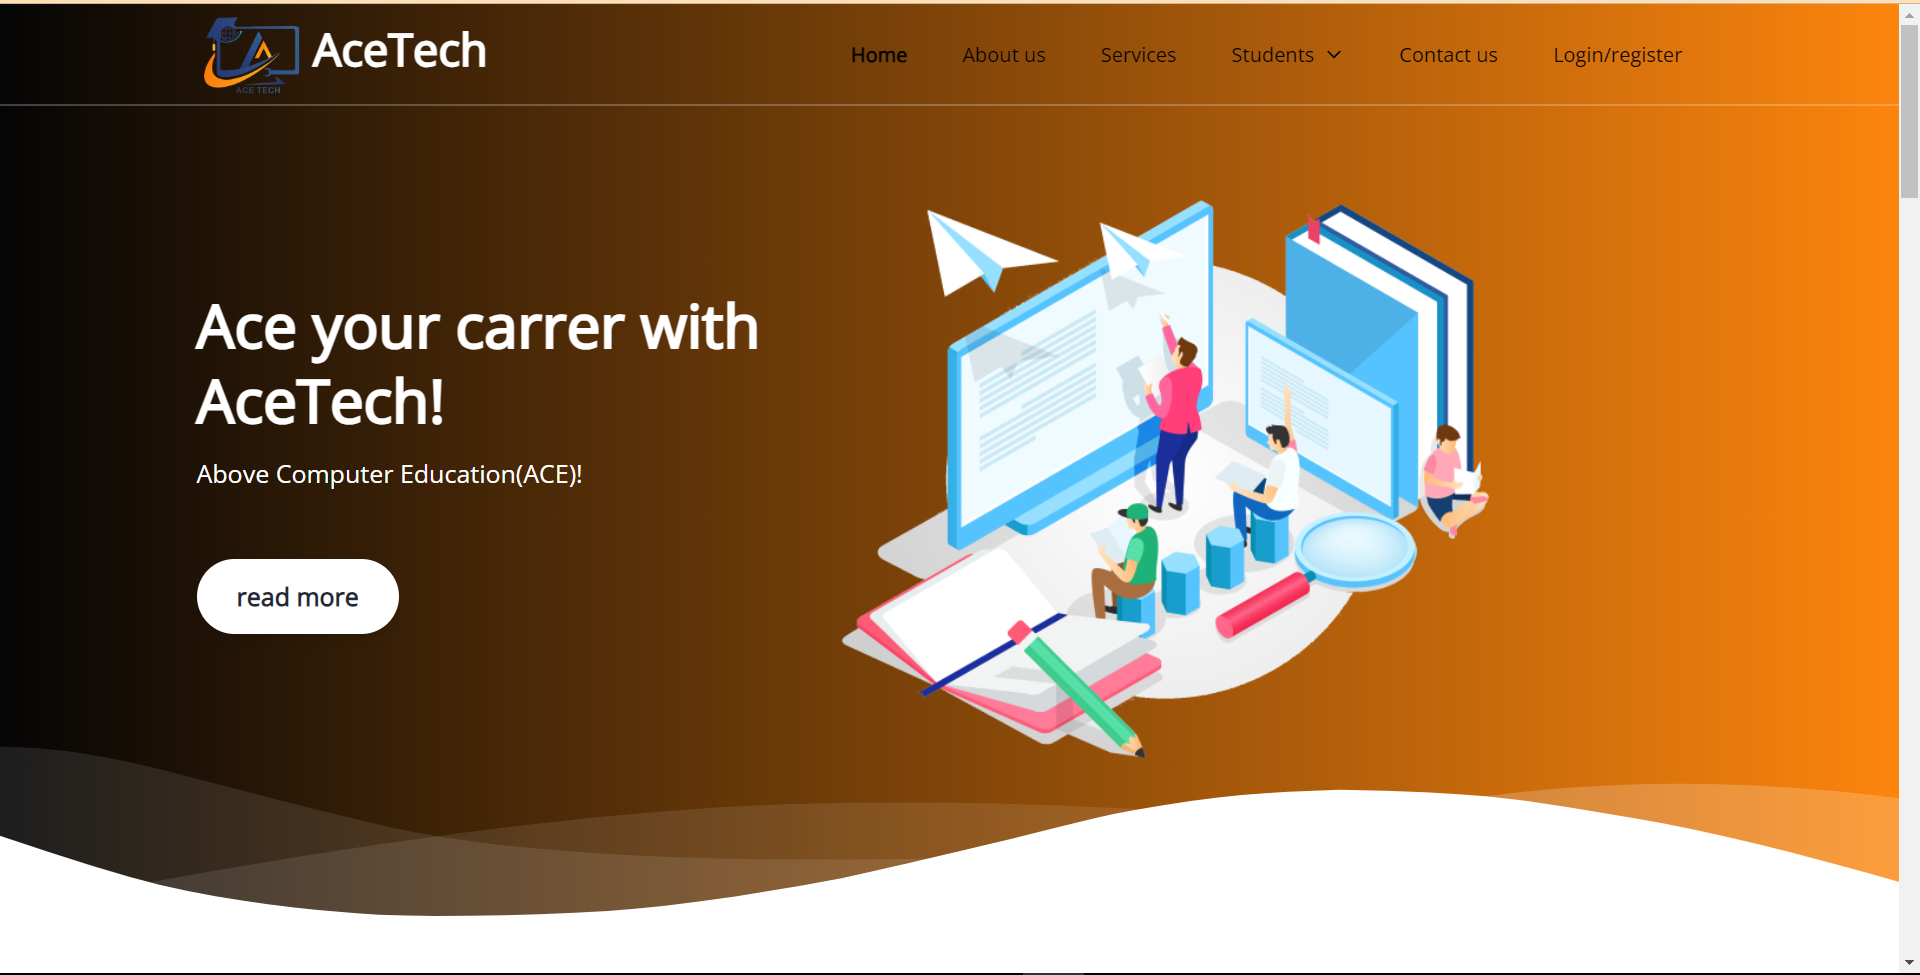 ACE TECH
AceTech
Home About us Services Students Contact us Login/register
Ace your carrer with
AceTech!
Above Computer Education(ACE)!
read more